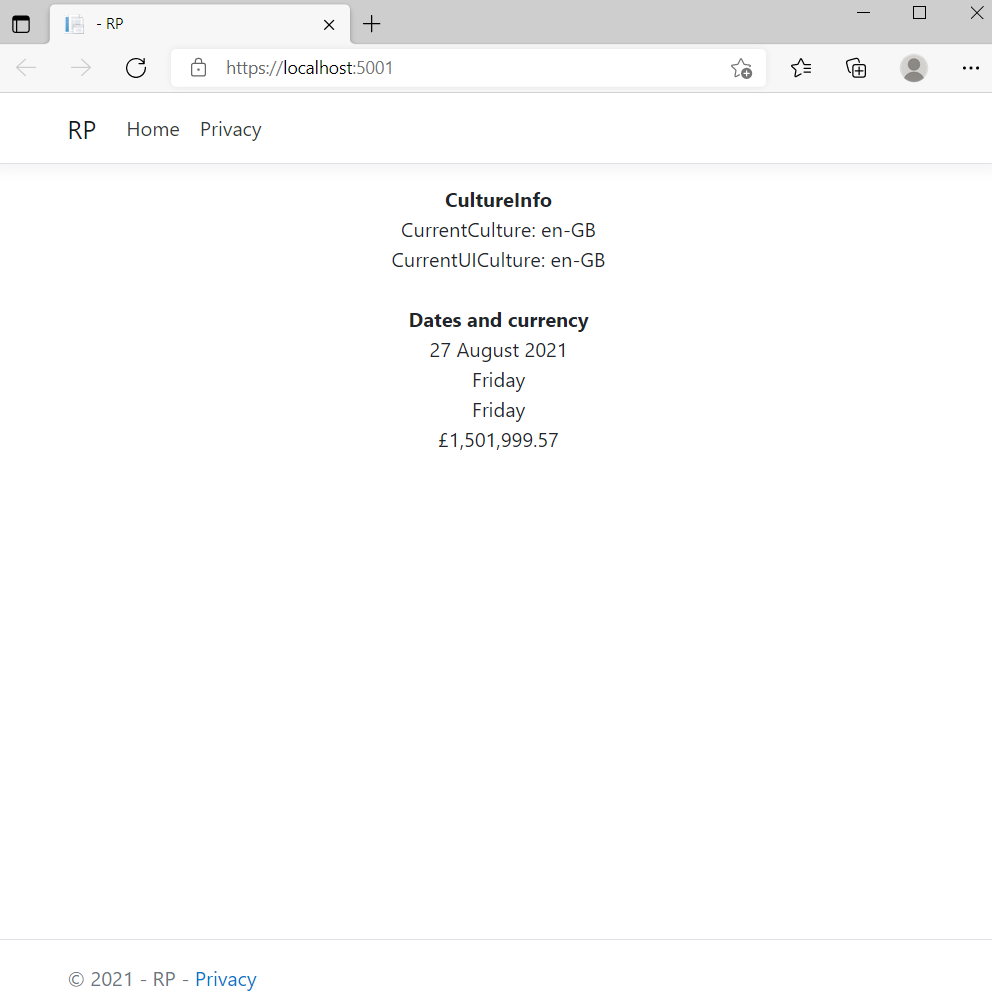 - RP
https://localhost:5001
RP Home Privacy
CultureInfo
CurrentCulture: en-GB
CurrentUICulture: en-GB
Dates and currency
27 August 2021
Friday
Friday
£1,501,999.57
© 2021 - RP - Privacy